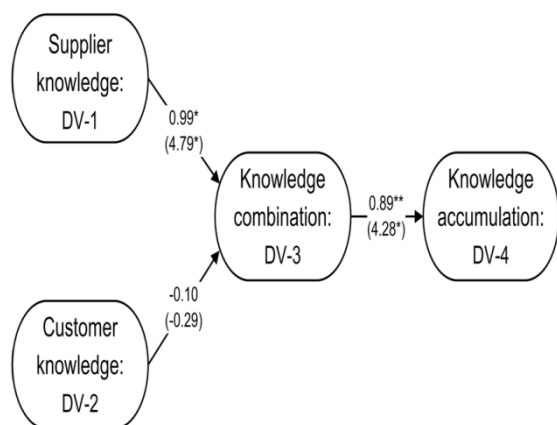 Supplier
knowledge:
DV-1
0.99*
(4.79*)
Knowledge
combination:
DV-3
0.89**
(4.28*)
Knowledge
accumulation:
DV-4
-0.10
(-0.29)
Customer
knowledge:
DV-2